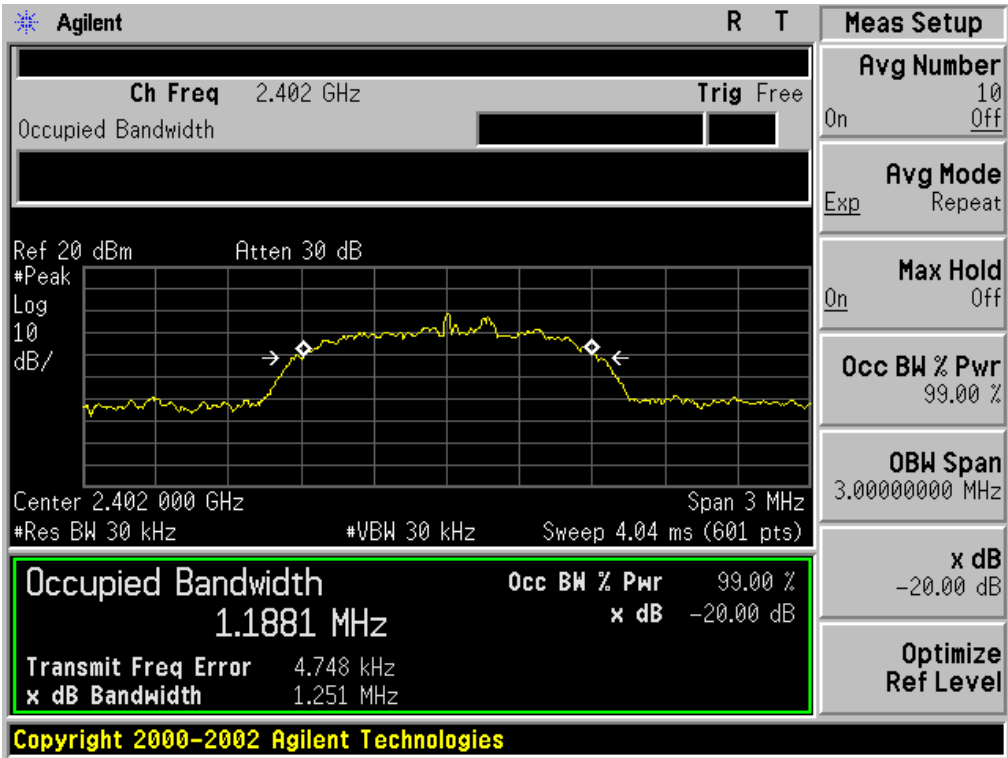 Agilent R T
Ch Freq 2.402 GHz Trig Free
Occupied Bandwidth
Ref 20 dBm Atten 30 dB
#Peak
Log
10
dB/
Center 2.402 000 GHz Span 3 MHz
#Res BW 30 kHz #VBW 30 kHz Sweep 4.04 ms (601 pts)
Occupied Bandwidth Occ BW % Pwr 99.00 %
1.1881 MHz x dB -20.00 dB
Transmit Freq Error 4.748 kHz
x dB Bandwidth 1.251 MHz
Copyright 2000-2002 Agilent Technologies
Meas Setup
Avg Number
10
On Off
Avg Mode
Exp Repeat
Max Hold
On Off
Occ BW % Pwr
99.00 %
OBW Span
3.00000000 MHz
x dB
-20.00 dB
Optimize
Ref Level